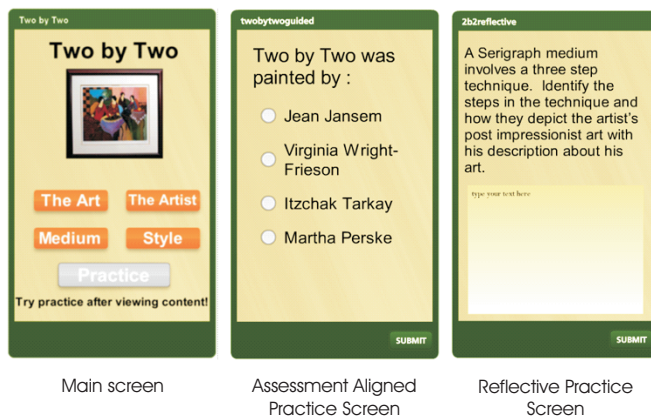 Two by Two
Two by Two
The Art
The Artist
Medium
Style
Practice
Try practice after viewing content!
Main screen
twobytwoguided
Two by Two was
painted by :
Jean Jansem
Virginia Wright-
Frieson
Itzchak Tarkay
Martha Perske
SUBMIT
Assessment Aligned
Practice Screen
2b2reflective
A Serigraph medium
involves a three step
technique. Identify the
steps in the technique and
how they depict the artist's
post impressionist art with
his description about his
art.
type your text here
SUBMIT
Reflective Practice
Screen